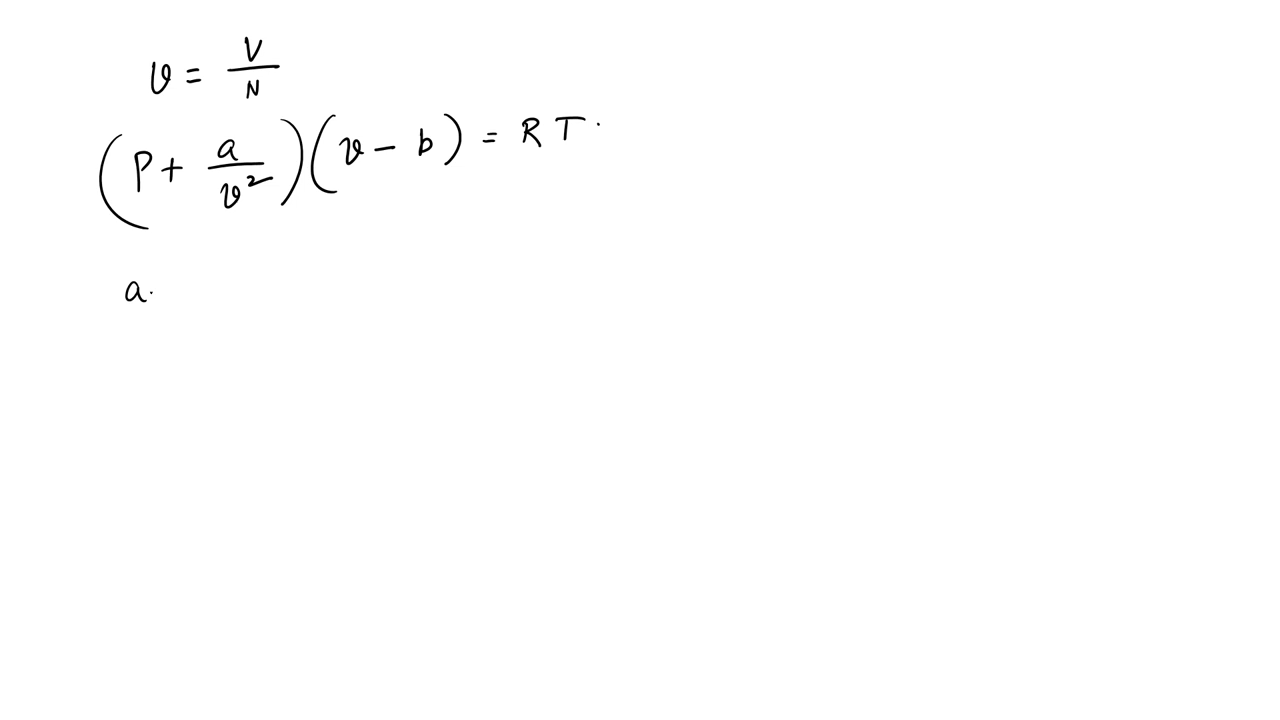 v = V/N
(P + a/v²)(v - b) = RT.
a.